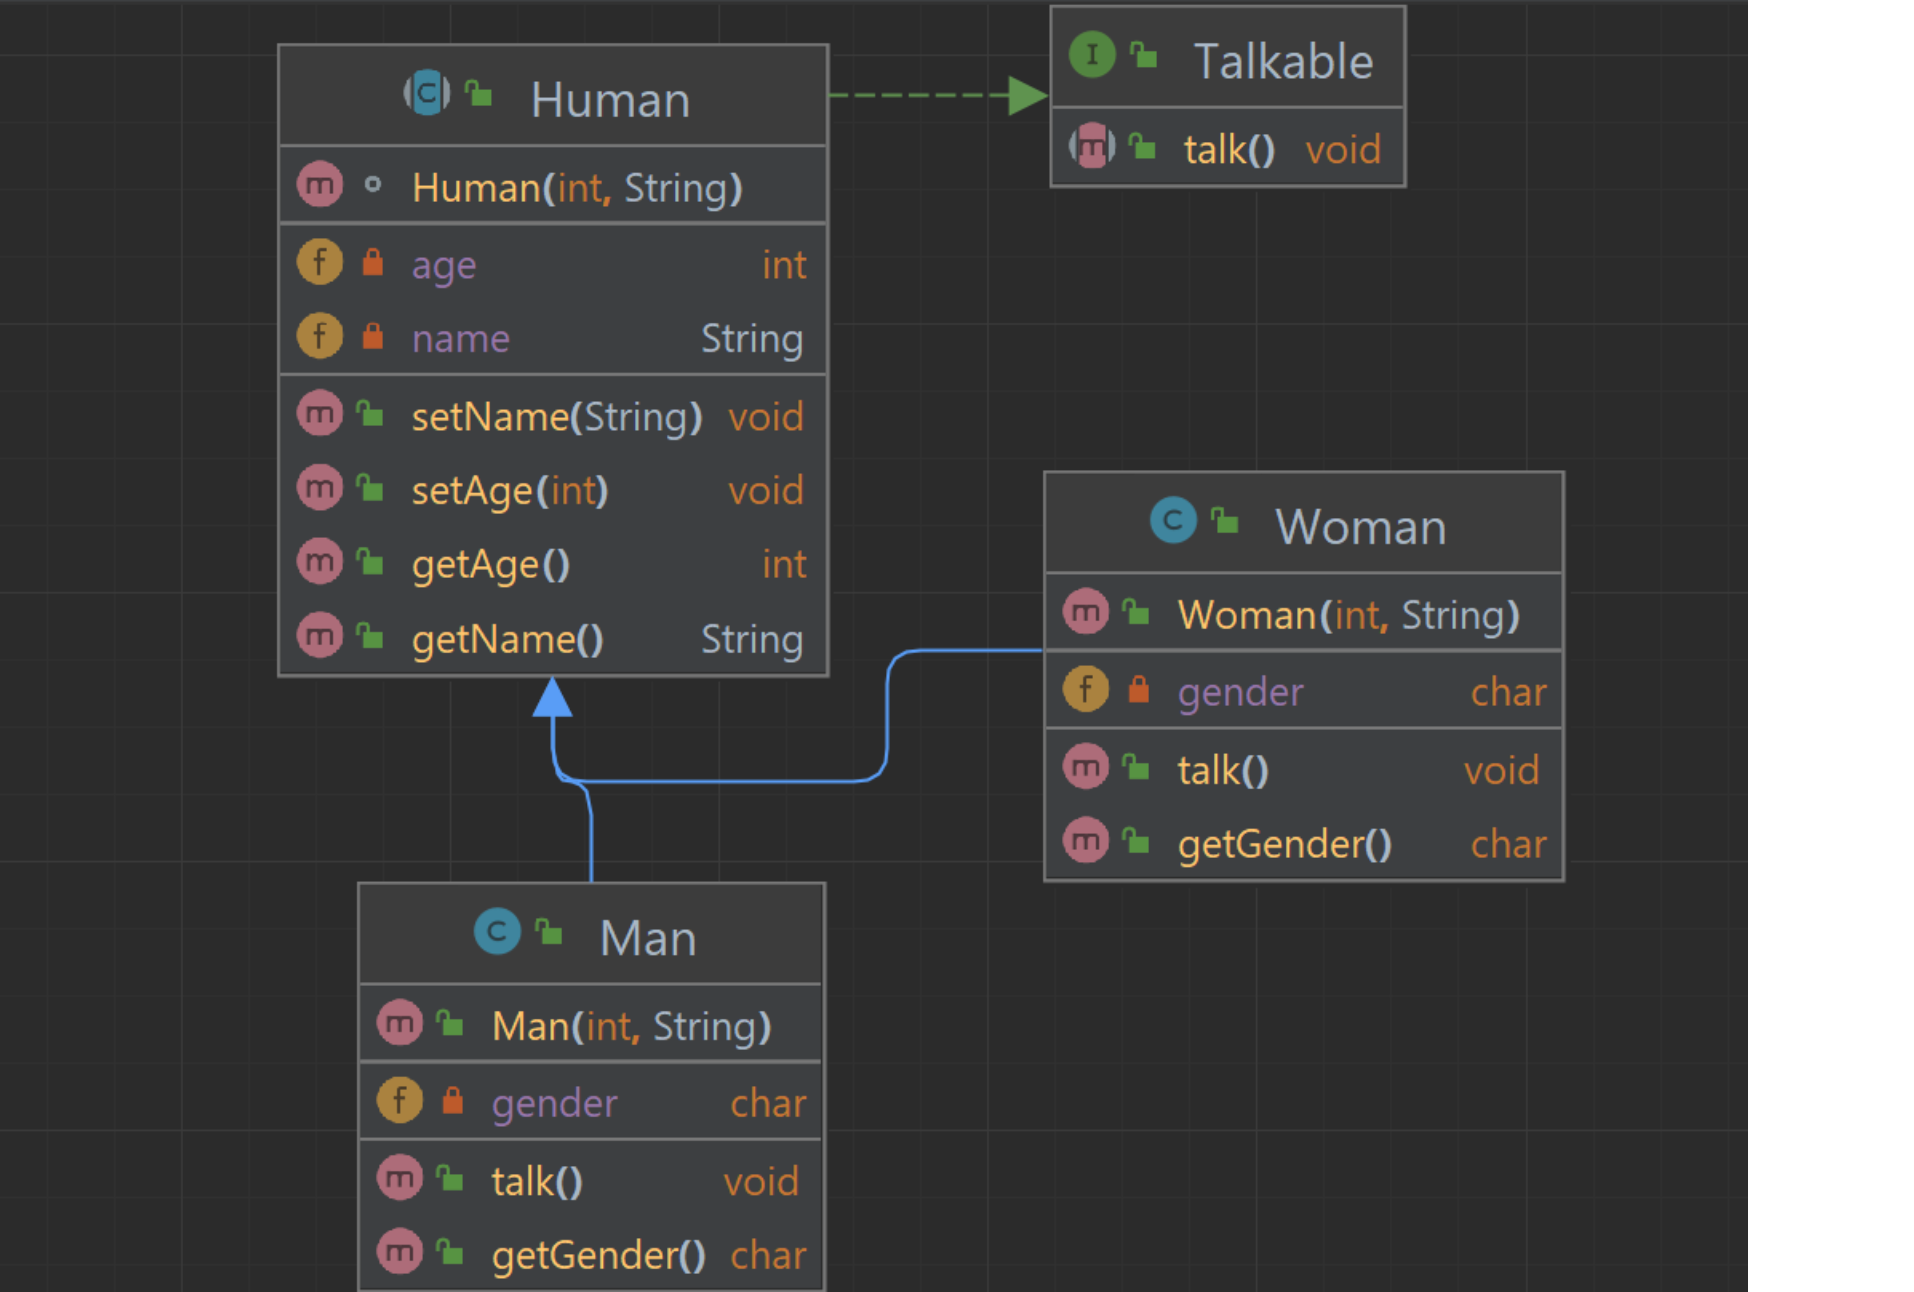 Human
Human(int, String)
age int
name String
setName(String) void
setAge(int) void
getAge() int
getName() String
Talkable
talk() void
Woman
Woman(int, String)
gender char
talk() void
getGender() char
Man
Man(int, String)
gender char
talk() void
getGender() char